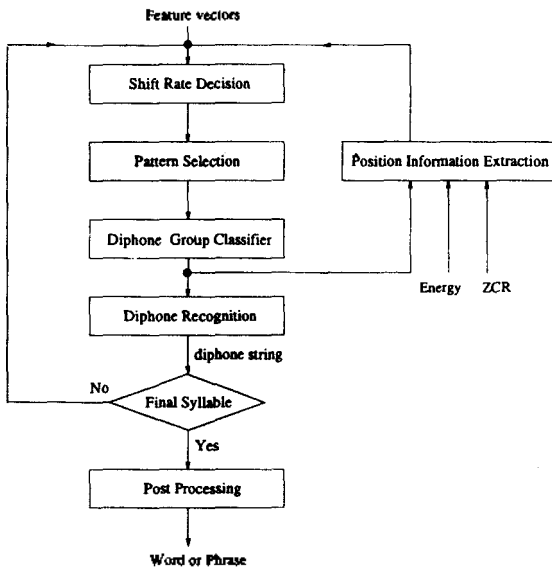 Feature vectors
Shift Rate Decision
Pattern Selection
Position Information Extraction
Diphone Group Classifier
Energy ZCR
Diphone Recognition
diphone string
No
Final Syllable
Yes
Post Processing
Word or Phrase